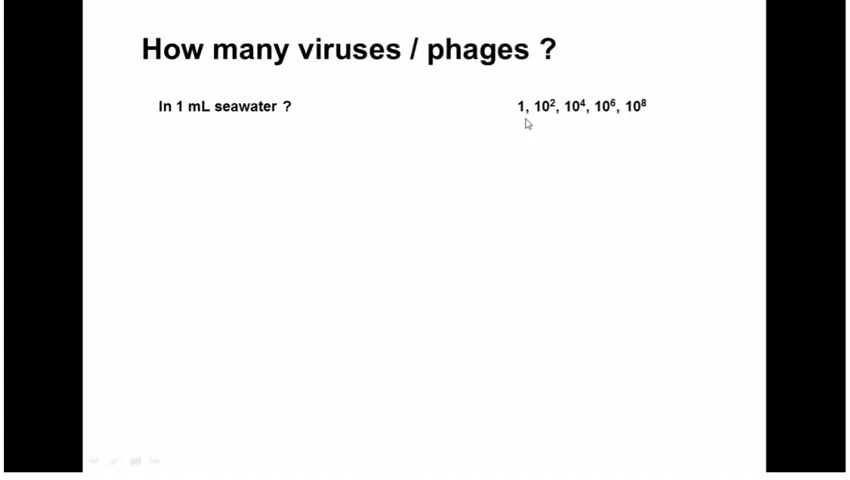 How many viruses / phages ?
In 1 mL seawater ? 1, 10², 10⁴, 10⁶, 10⁸